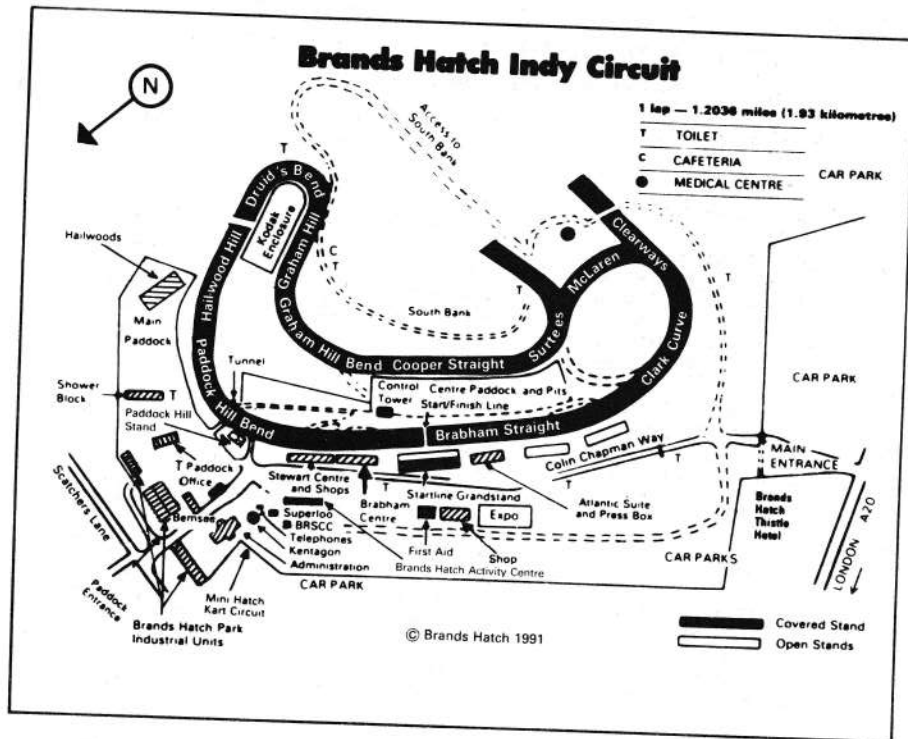 Brands Hatch Indy Circuit
N
1 lap — 1.2036 miles (1.93 kilometres)
T TOILET
C CAFETERIA
MEDICAL CENTRE
CAR PARK
Access to
South Bank
T
Druid's Bend
Kodak
Enclosure
Hailwood Hill
Graham Hill
Graham Hill Bend
Cooper Straight
C
T
South Bank
T
Surtees
McLaren
Clearways
Clark Curve
T
Hailwoods
Main
Paddock
Paddock Hill Bend
Tunnel
Control
Tower
Centre Paddock and Pits
Start/Finish Line
Brabham Straight
CAR PARK
Shower
Block
T
Paddock Hill
Stand
T Paddock
Office
Colin Chapman Way
MAIN
ENTRANCE
Stewart Centre
and Shops
Brabham
Centre
Startline Grandstand
T
T
Atlantic Suite
and Press Box
Scatchers Lane
Bemsee
Superloo
BRSCC
Telephones
Kentagon
Administration
First Aid
Shop
Expo
Brands Hatch Activity Centre
CAR PARKS
Brands
Hatch
Thistle
Hotel
LONDON A20
Paddock
Entrance
Mini Hatch
Kart Circuit
CAR PARK
Brands Hatch Park
Industrial Units
© Brands Hatch 1991
Covered Stand
Open Stands